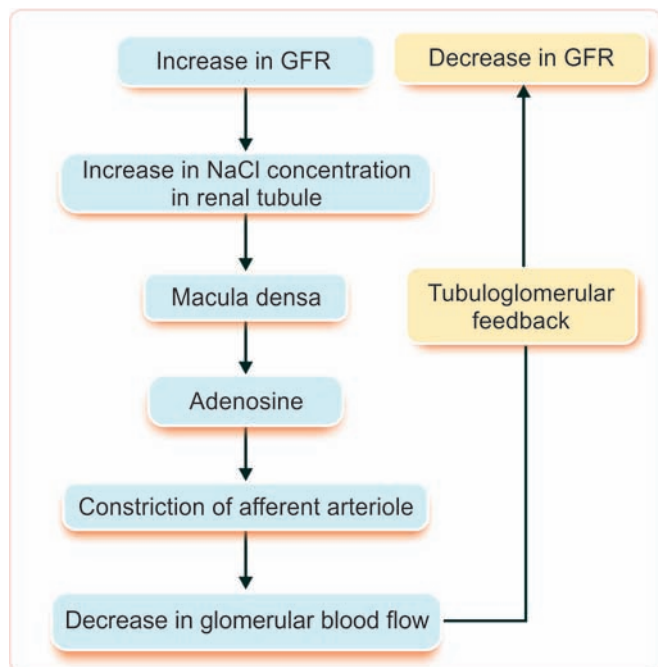 Increase in GFR
Decrease in GFR
Increase in NaCl concentration
in renal tubule
Macula densa
Tubuloglomerular
feedback
Adenosine
Constriction of afferent arteriole
Decrease in glomerular blood flow